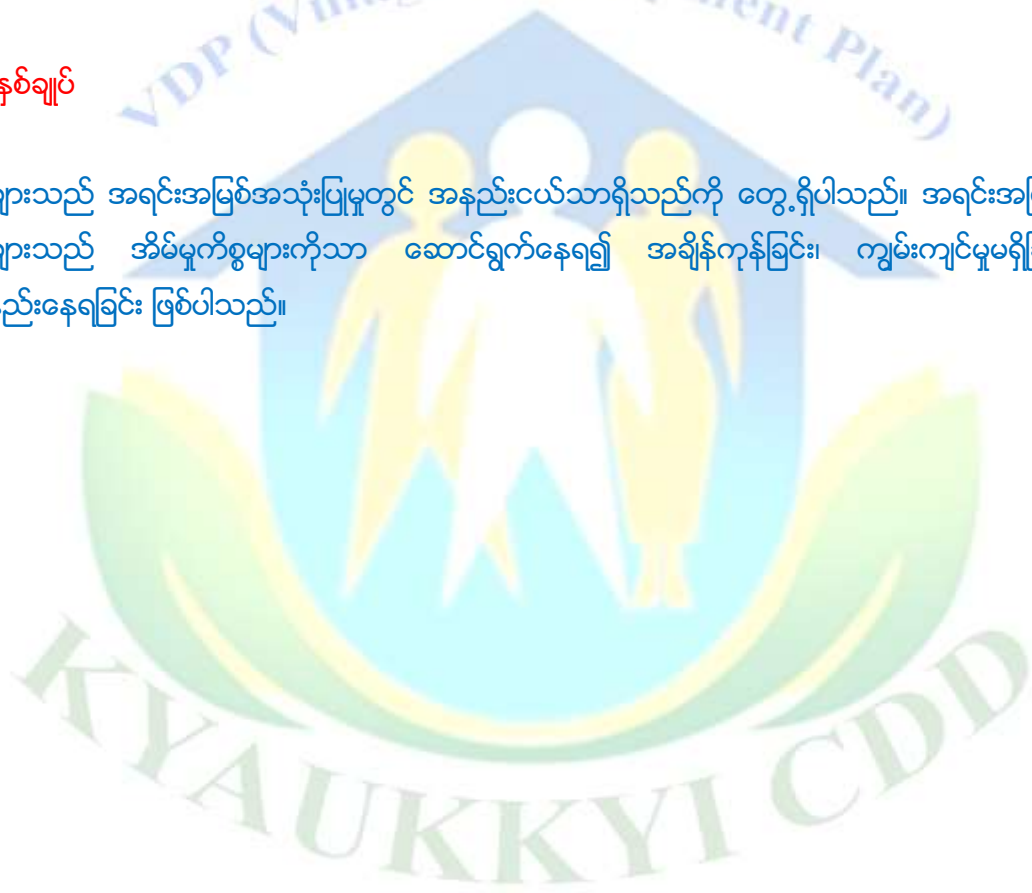 VDP (Village Development Plan)
နှစ်ချုပ်
များသည် အရင်းအမြစ်အသုံးပြုမှုတွင် အနည်းငယ်သာရှိသည်ကို တွေ့ရှိပါသည်။ အရင်းအမြ
များသည် အိမ်မှုကိစ္စများကိုသာ ဆောင်ရွက်နေရ၍ အချိန်ကုန်ခြင်း၊ ကျွမ်းကျင်မှုမရှိခြ
နည်းနေရခြင်း ဖြစ်ပါသည်။
KYAUKKYI CDD